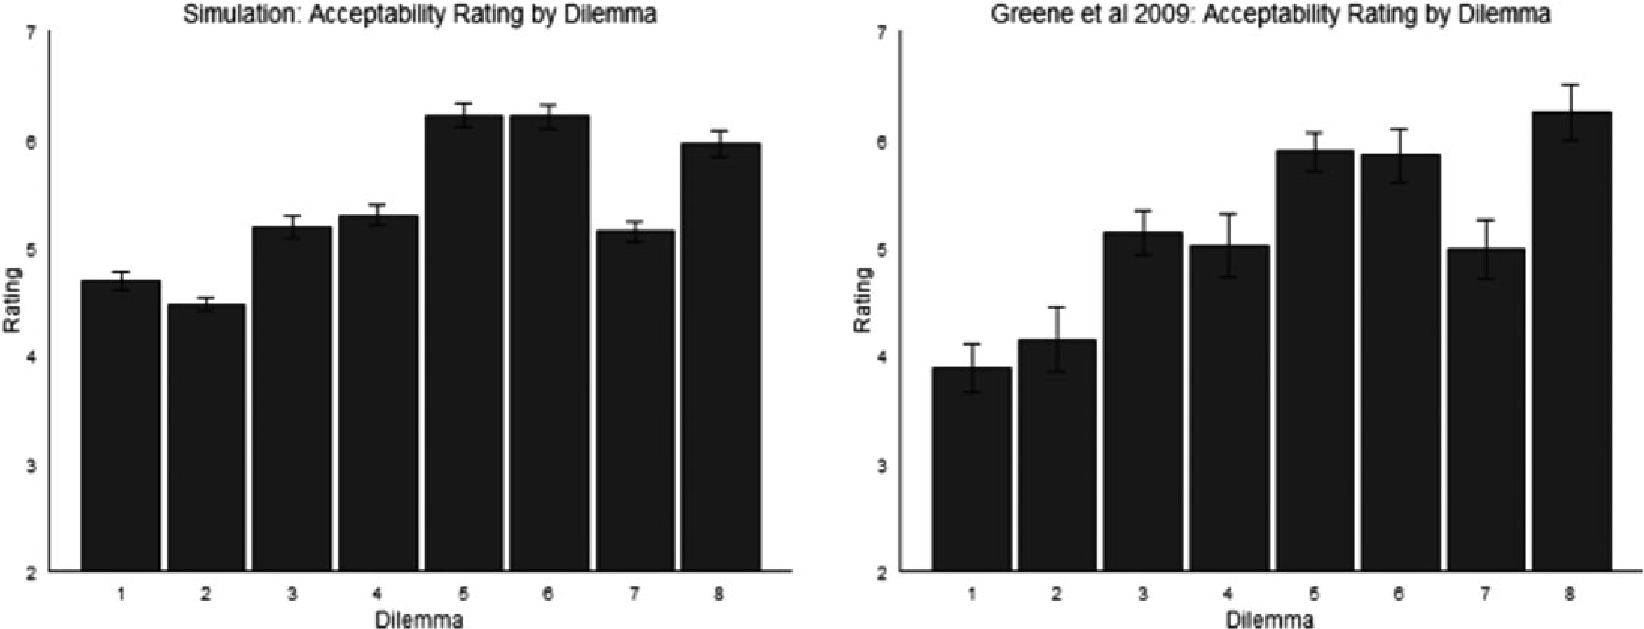 Simulation: Acceptability Rating by Dilemma
7
6
5
4
3
2
Rating
1 2 3 4 5 6 7 8
Dilemma
Greene et al 2009: Acceptability Rating by Dilemma
7
6
5
4
3
2
Rating
1 2 3 4 5 6 7 8
Dilemma